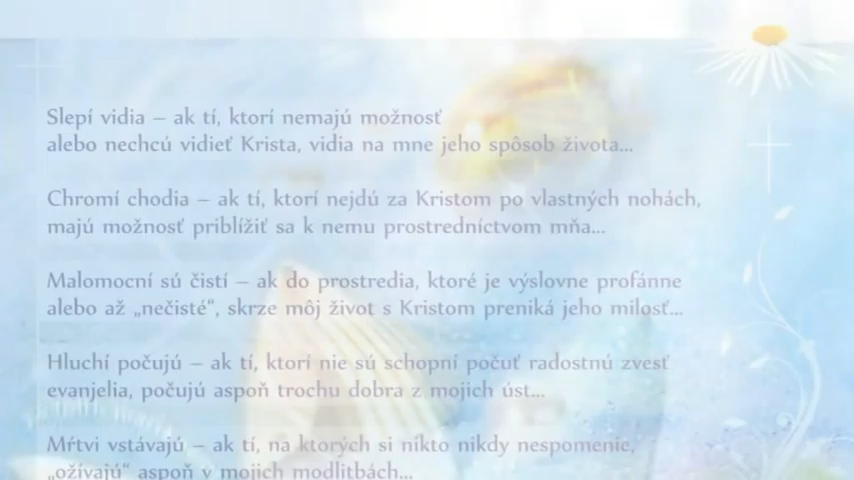 Slepí vidia – ak tí, ktorí nemajú možnosť
alebo nechcú vidieť Krista, vidia na mne jeho spôsob života...
Chromí chodia – ak tí, ktorí nejdú za Kristom po vlastných nohách,
majú možnosť priblížiť sa k nemu prostredníctvom mňa...
Malomocní sú čistí – ak do prostredia, ktoré je výslovne profánne
alebo až „nečisté“, skrze môj život s Kristom preniká jeho milosť...
Hluchí počujú – ak tí, ktorí nie sú schopní počuť radostnú zvesť
evanjelia, počujú aspoň trochu dobra z mojich úst...
Mŕtvi vstávajú – ak tí, na ktorých si nikto nikdy nespomenie,
„ožívajú“ aspoň v mojich modlitbách...